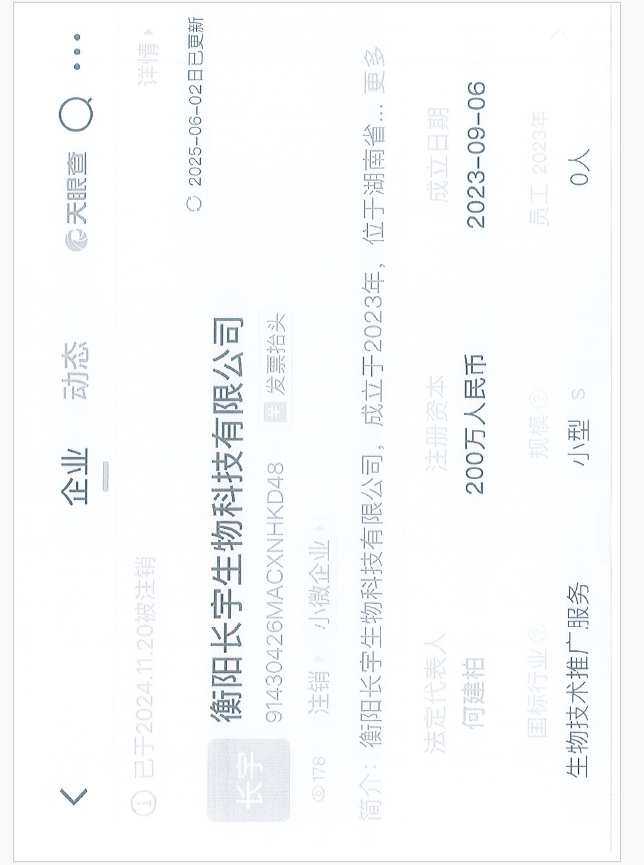 企业 动态 天眼查
已于2024.11.20被注销 详情
2025-06-02日已更新
长宇
衡阳长宇生物科技有限公司
91430426MACXNHKD48 发票抬头
178 注销 小微企业
简介：衡阳长宇生物科技有限公司，成立于2023年，位于湖南省... 更多
法定代表人 注册资本 成立日期
何建柏 200万人民币 2023-09-06
国标行业 规模 员工 2023年
生物技术推广服务 小型 S 0人